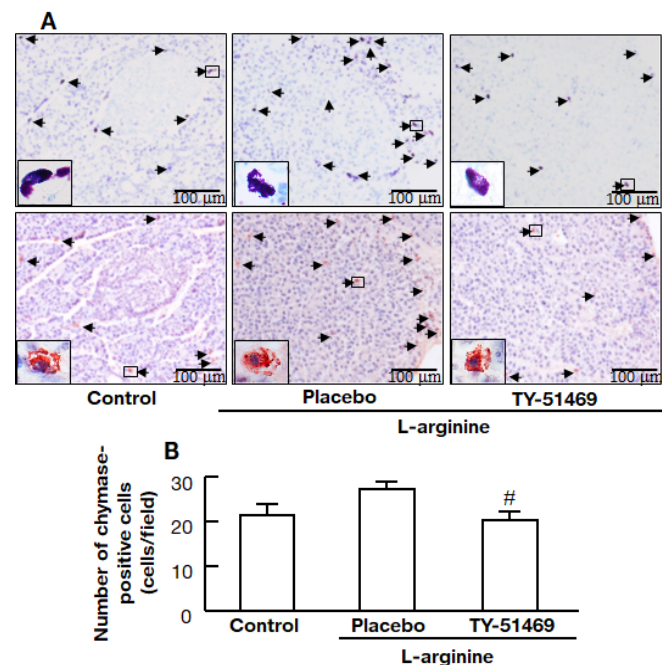 A
100 μm 100 μm 100 μm
100 μm 100 μm 100 μm
Control Placebo TY-51469
L-arginine
B
Number of chymase-
positive cells
(cells/field)
30
20
10
0
#
Control Placebo TY-51469
L-arginine